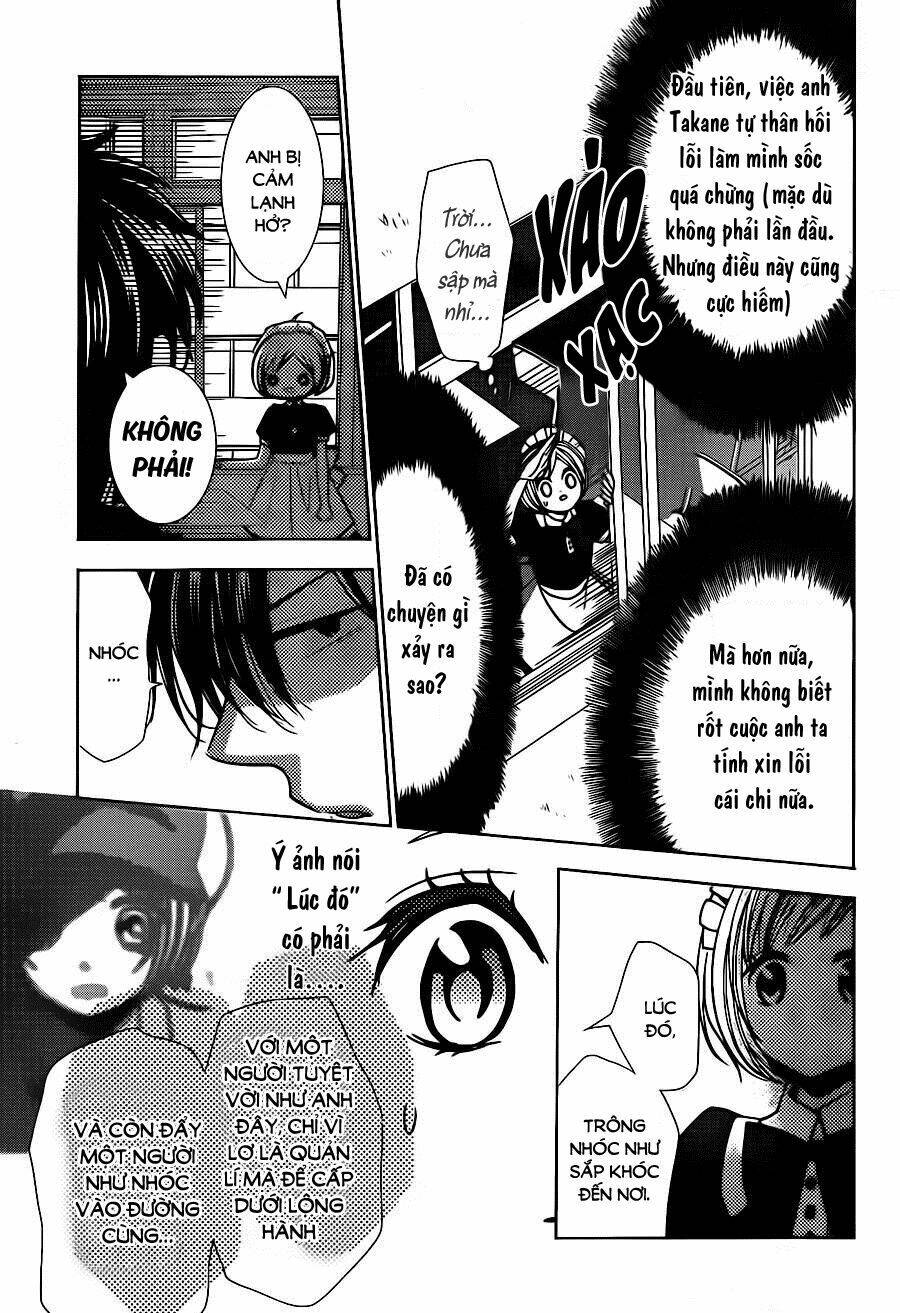 Đầu tiên, việc anh
Takane tự thân hối
lỗi làm mình sốc
quá chừng (mặc dù
không phải lần đầu.
Nhưng điều này cũng
cực hiếm)
XÁO
XẠC
Trời...
Chưa
sập mà
nhỉ...
Mà hơn nữa,
mình không biết
rốt cuộc anh ta
tính xin lỗi
cái chi nữa.
Đã có
chuyện gì
xảy ra
sao?
ANH BỊ
CẢM
LẠNH
HỞ?
KHÔNG
PHẢI!
NHÓC
...
LÚC
ĐÓ,
TRÔNG
NHÓC NHƯ
SẮP KHÓC
ĐẾN NƠI.
Ý ảnh nói
“Lúc đó”
có phải
là.....
VỚI MỘT
NGƯỜI TUYỆT
VỜI NHƯ ANH
ĐÂY, CHỈ VÌ
LƠ LÀ QUẢN
LÍ MÀ ĐỂ CẤP
DƯỚI LỘNG
HÀNH
VÀ CÒN ĐẨY
MỘT NGƯỜI
NHƯ NHÓC
VÀO ĐƯỜNG
CÙNG...